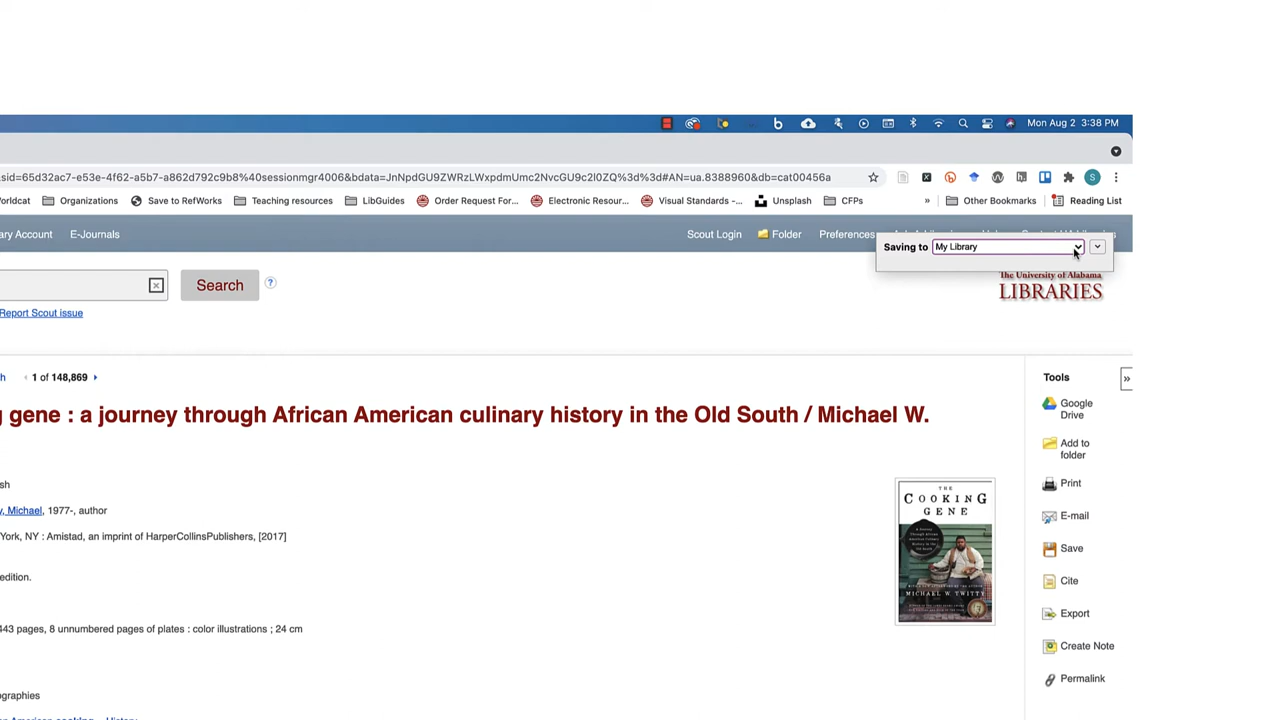 Mon Aug 2 3:38 PM
sid=65d32ac7-e53e-4f62-a5b7-a862d792c9b8%40sessionmgr4006&bdata=JnNpdGU9ZWRzLWxpdmUmc2NvcGU9c2l0ZQ%3d%3d#AN=ua.8388960&db=cat00456a
S
orldcat Organizations Save to RefWorks Teaching resources LibGuides Order Request For... Electronic Resour... Visual Standards -... Unsplash CFPs » Other Bookmarks Reading List
ary Account E-Journals Scout Login Folder Preferences
Saving to My Library
Search ?
The University of Alabama
LIBRARIES
Report Scout issue
h 1 of 148,869
Tools »
g gene : a journey through African American culinary history in the Old South / Michael W.
Google
Drive
Add to
folder
Print
E-mail
Save
Cite
Export
Create Note
Permalink
sh
y, Michael, 1977-, author
York, NY : Amistad, an imprint of HarperCollinsPublishers, [2017]
edition.
443 pages, 8 unnumbered pages of plates : color illustrations ; 24 cm
ographies
THE
COOKING
GENE
MICHAEL W. TWITTY